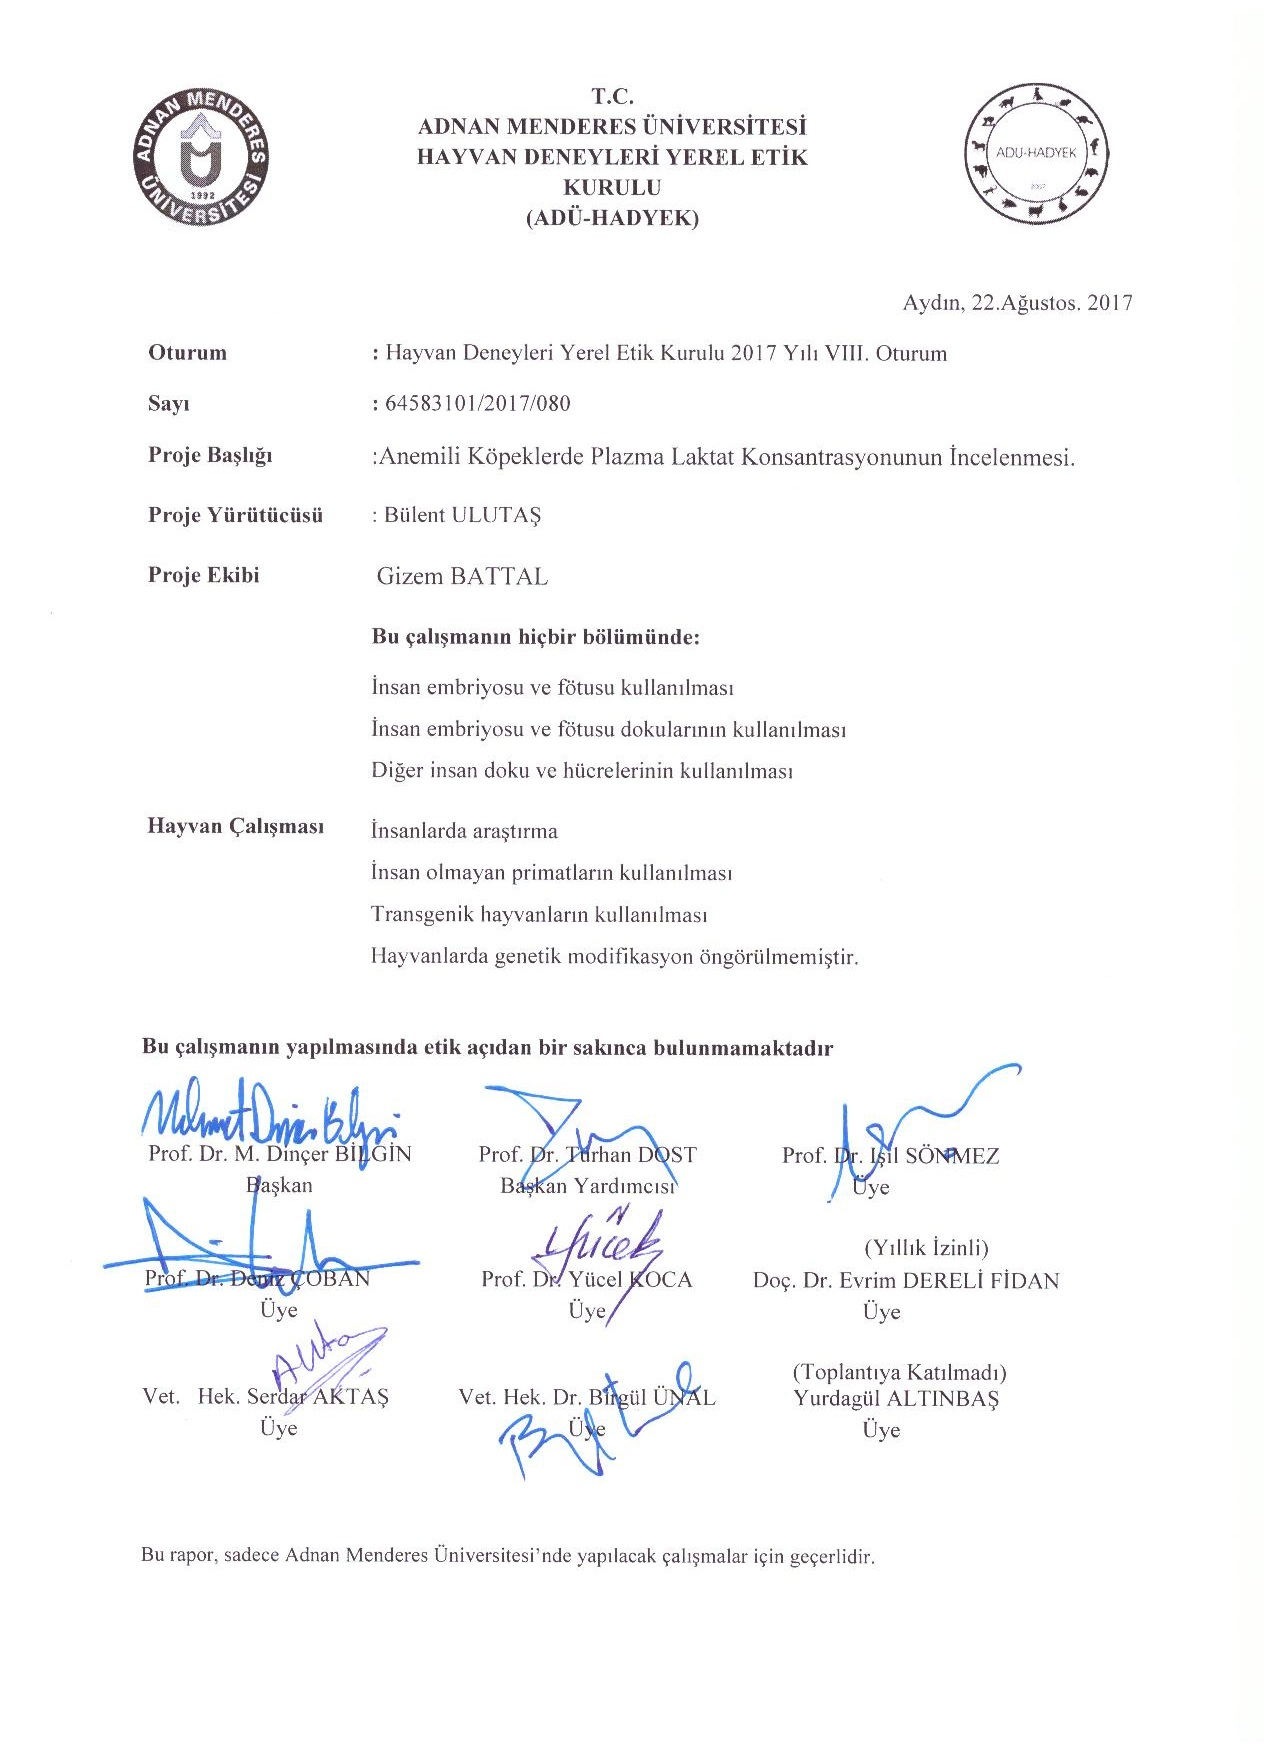 ADNAN MENDERES ÜNİVERSİTESİ
1992
T.C.
ADNAN MENDERES ÜNİVERSİTESİ
HAYVAN DENEYLERİ YEREL ETİK
KURULU
(ADÜ-HADYEK)
ADU-HADYEK
Aydın, 22.Ağustos. 2017
Oturum : Hayvan Deneyleri Yerel Etik Kurulu 2017 Yılı VIII. Oturum
Sayı : 64583101/2017/080
Proje Başlığı :Anemili Köpeklerde Plazma Laktat Konsantrasyonunun İncelenmesi.
Proje Yürütücüsü : Bülent ULUTAŞ
Proje Ekibi Gizem BATTAL
Bu çalışmanın hiçbir bölümünde:
İnsan embriyosu ve fötusu kullanılması
İnsan embriyosu ve fötusu dokularının kullanılması
Diğer insan doku ve hücrelerinin kullanılması
Hayvan Çalışması İnsanlarda araştırma
İnsan olmayan primatların kullanılması
Transgenik hayvanların kullanılması
Hayvanlarda genetik modifikasyon öngörülmemiştir.
Bu çalışmanın yapılmasında etik açıdan bir sakınca bulunmamaktadır
Prof. Dr. M. Dinçer BİLGİN Prof. Dr. Turhan DOST Prof. Dr. Işıl SÖNMEZ
Başkan Başkan Yardımcısı Üye
(Yıllık İzinli)
Prof. Dr. Deniz ÇOBAN Prof. Dr. Yücel KOCA Doç. Dr. Evrim DERELİ FİDAN
Üye Üye Üye
(Toplantıya Katılmadı)
Vet. Hek. Serdar AKTAŞ Vet. Hek. Dr. Birgül ÜNAL Yurdagül ALTINBAŞ
Üye Üye Üye
Bu rapor, sadece Adnan Menderes Üniversitesi'nde yapılacak çalışmalar için geçerlidir.